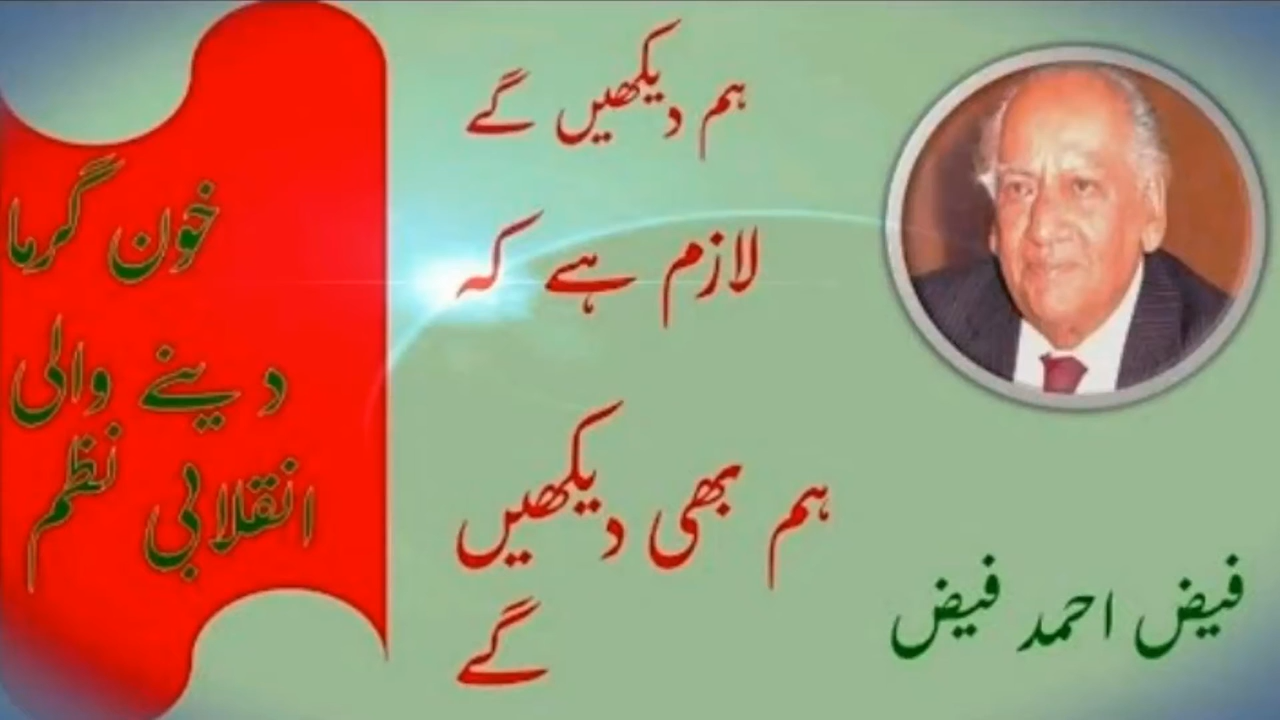 ہم دیکھیں گے
لازم ہے کہ
ہم بھی دیکھیں
گے
فیض احمد فیض
خون گرما
دینے والی
انقلابی نظم